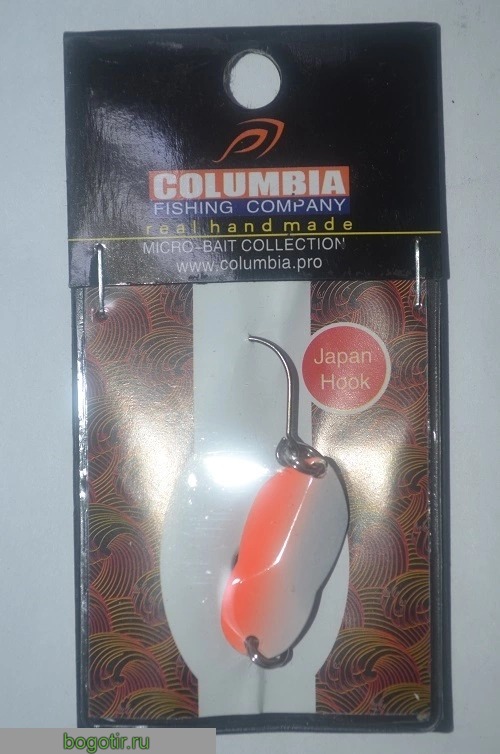 COLUMBIA
FISHING COMPANY
real hand made
MICRO-BAIT COLLECTION
www.columbia.pro
Japan
Hook
bogotir.ru